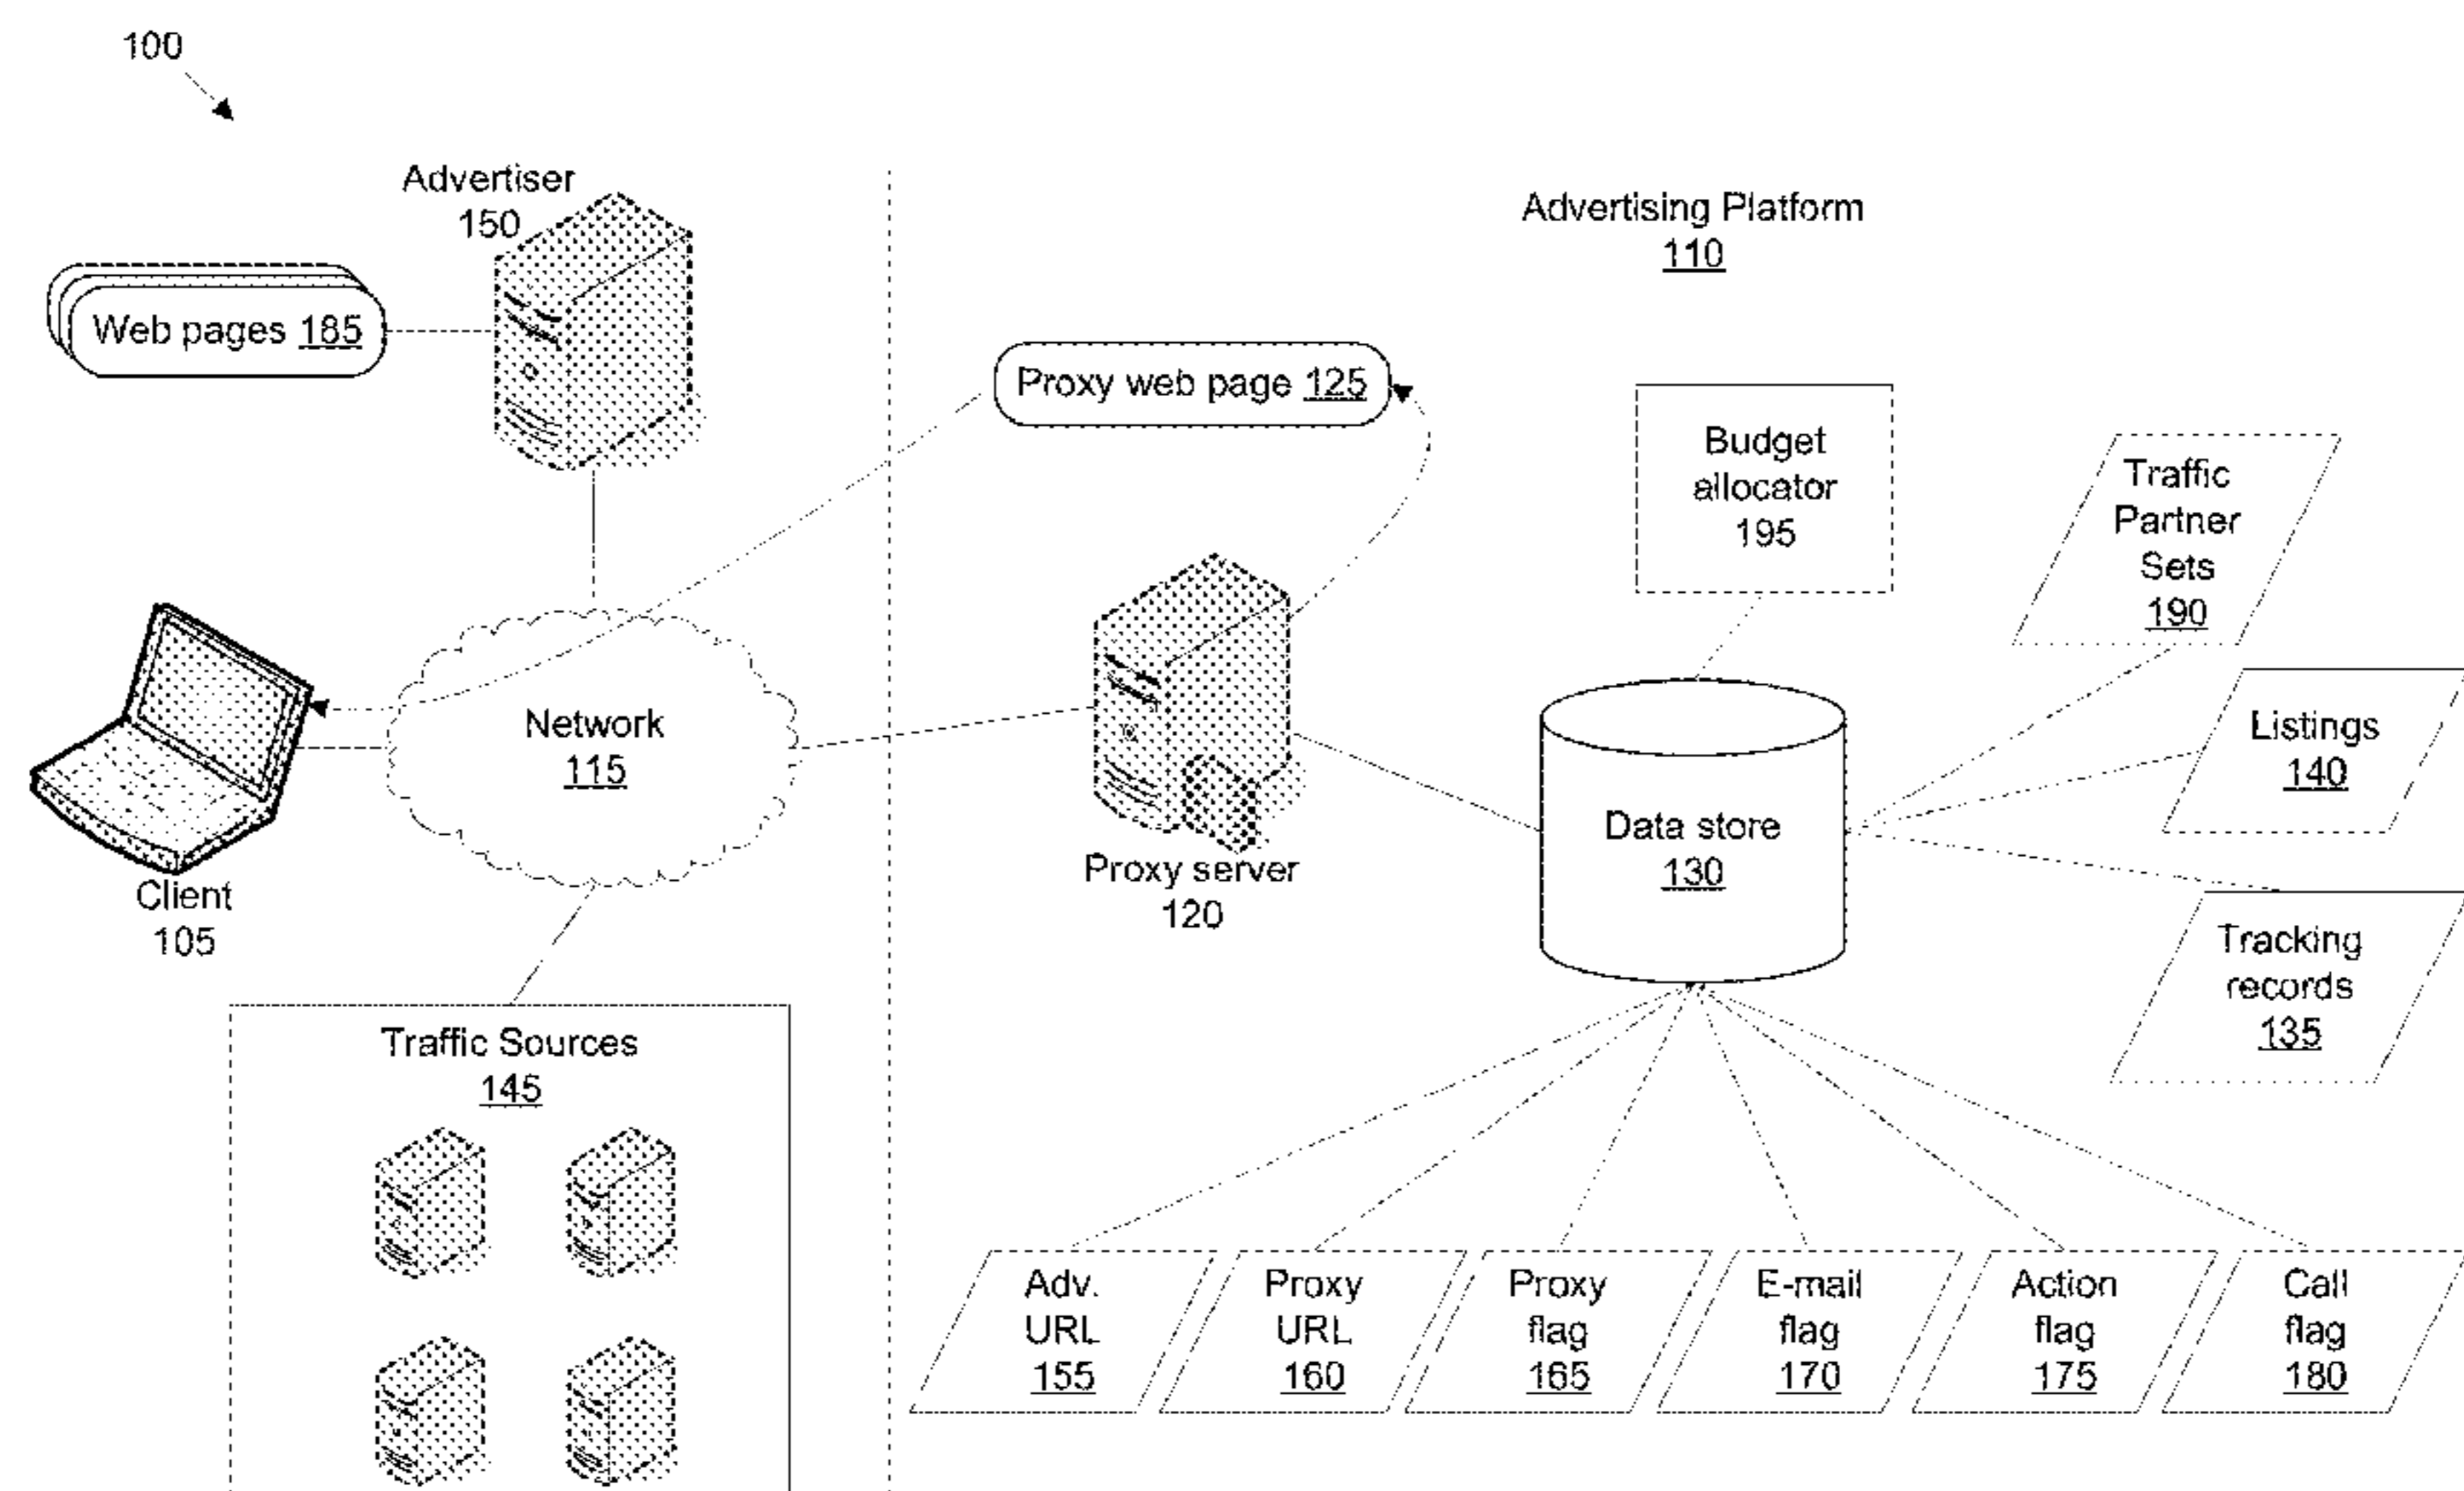 100
Advertiser
150
Web pages 185
Advertising Platform
110
Proxy web page 125
Budget
allocator
195
Traffic
Partner
Sets
190
Network
115
Listings
140
Client
105
Proxy server
120
Data store
130
Tracking
records
135
Traffic Sources
145
Adv.
URL
155
Proxy
URL
160
Proxy
flag
165
E-mail
flag
170
Action
flag
175
Call
flag
180